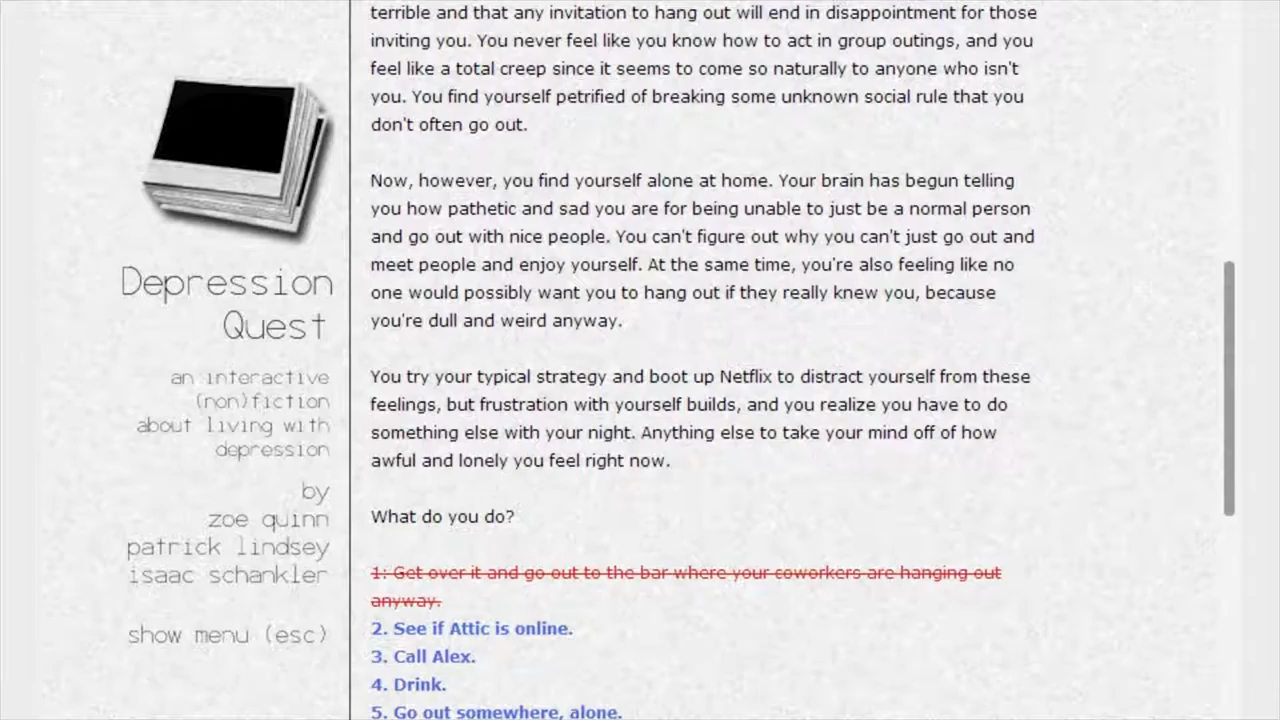 terrible and that any invitation to hang out will end in disappointment for those
inviting you. You never feel like you know how to act in group outings, and you
feel like a total creep since it seems to come so naturally to anyone who isn't
you. You find yourself petrified of breaking some unknown social rule that you
don't often go out.
Now, however, you find yourself alone at home. Your brain has begun telling
you how pathetic and sad you are for being unable to just be a normal person
and go out with nice people. You can't figure out why you can't just go out and
meet people and enjoy yourself. At the same time, you're also feeling like no
one would possibly want you to hang out if they really knew you, because
you're dull and weird anyway.
You try your typical strategy and boot up Netflix to distract yourself from these
feelings, but frustration with yourself builds, and you realize you have to do
something else with your night. Anything else to take your mind off of how
awful and lonely you feel right now.
What do you do?
1: Get over it and go out to the bar where your coworkers are hanging out
anyway.
2. See if Attic is online.
3. Call Alex.
4. Drink.
5. Go out somewhere, alone.
Depression
Quest
an interactive
(non)fiction
about living with
depression
by
zoe quinn
patrick lindsey
isaac schankler
show menu (esc)